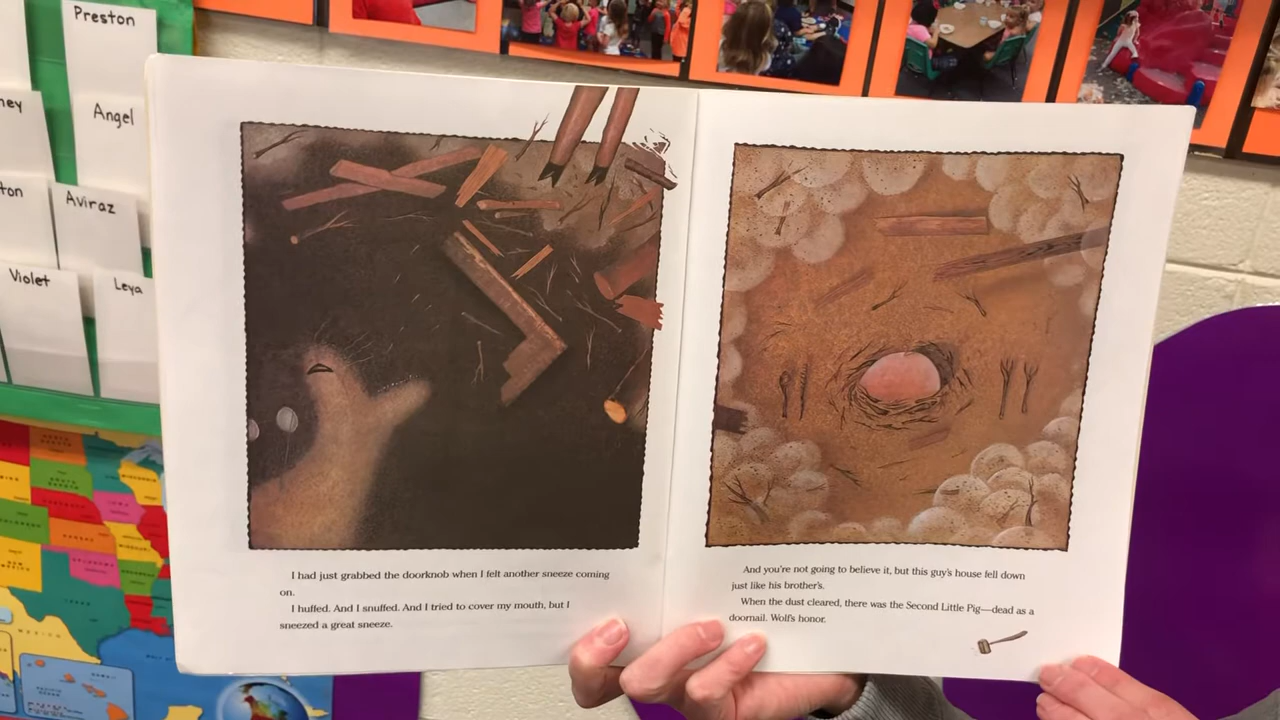 Preston
Angel
Aviraz
Violet
Leya
I had just grabbed the doorknob when I felt another sneeze coming
on.
I huffed. And I snuffed. And I tried to cover my mouth, but I
sneezed a great sneeze.
And you're not going to believe it, but this guy's house fell down
just like his brother's.
When the dust cleared, there was the Second Little Pig—dead as a
doornail. Wolf's honor.